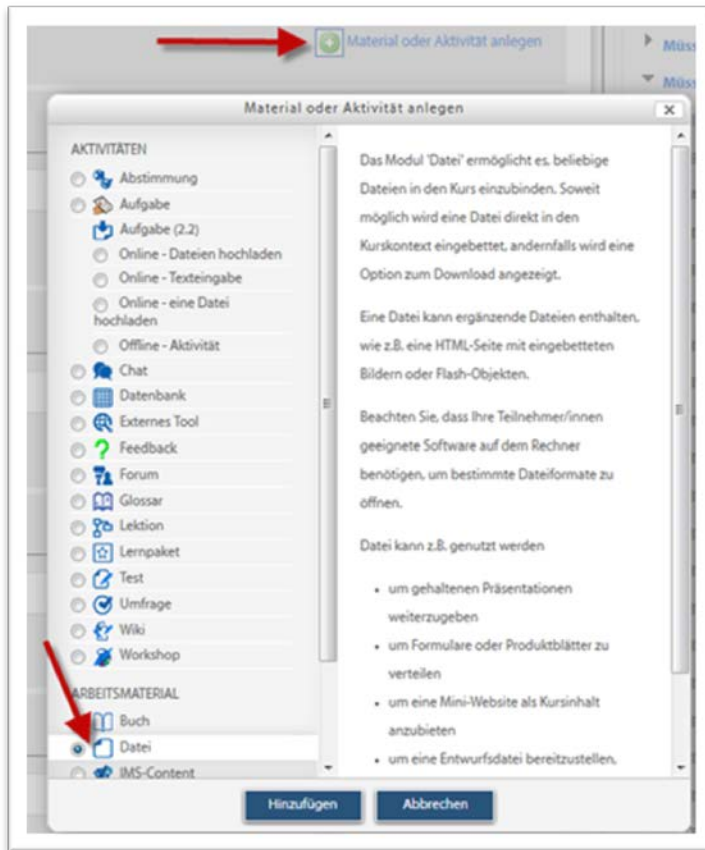 Material oder Aktivität anlegen
Müss
Müss
Material oder Aktivität anlegen
AKTIVITÄTEN
Abstimmung
Aufgabe
Aufgabe (2.2)
Online - Dateien hochladen
Online - Texteingabe
Online - eine Datei
hochladen
Offline - Aktivität
Chat
Datenbank
Externes Tool
Feedback
Forum
Glossar
Lektion
Lernpaket
Test
Umfrage
Wiki
Workshop
ARBEITSMATERIAL
Buch
Datei
IMS-Content
Das Modul 'Datei' ermöglicht es, beliebige
Dateien in den Kurs einzubinden. Soweit
möglich wird eine Datei direkt in den
Kurskontext eingebettet, andernfalls wird eine
Option zum Download angezeigt.
Eine Datei kann ergänzende Dateien enthalten,
wie z.B. eine HTML-Seite mit eingebetteten
Bildern oder Flash-Objekten.
Beachten Sie, dass Ihre Teilnehmer/innen
geeignete Software auf dem Rechner
benötigen, um bestimmte Dateiformate zu
öffnen.
Datei kann z.B. genutzt werden
• um gehaltenen Präsentationen
weiterzugeben
• um Formulare oder Produktblätter zu
verteilen
• um eine Mini-Website als Kursinhalt
anzubieten
• um eine Entwurfsdatei bereitzustellen,
Hinzufügen
Abbrechen